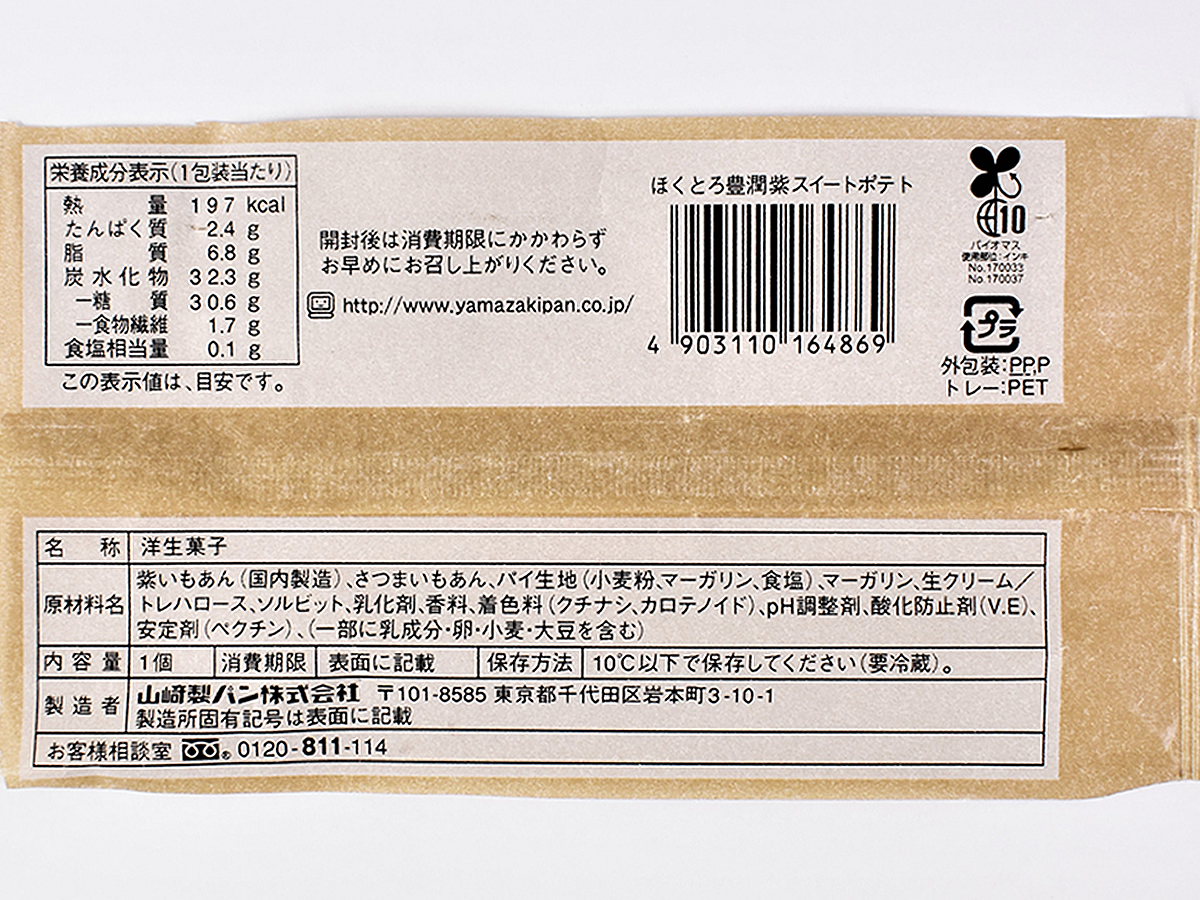 栄養成分表示(1包装当たり)
熱量 197 kcal
たんぱく質 2.4 g
脂質 6.8 g
炭水化物 32.3 g
ー糖質 30.6 g
ー食物繊維 1.7 g
食塩相当量 0.1 g
この表示値は、目安です。
開封後は消費期限にかかわらず
お早めにお召し上がりください。
http://www.yamazakipan.co.jp/
ほくとろ豊潤紫スイートポテト
4 903110 164869
10
バイオマス
使用部位:インキ
No.170033
No.170037
プラ
外包装:PP,P
トレー:PET
名称 洋生菓子
原材料名 紫いもあん(国内製造)、さつまいもあん、パイ生地(小麦粉、マーガリン、食塩)、マーガリン、生クリーム/
トレハロース、ソルビット、乳化剤、香料、着色料(クチナシ、カロテノイド)、pH調整剤、酸化防止剤(V.E)、
安定剤(ペクチン)、(一部に乳成分・卵・小麦・大豆を含む)
内容量 1個 消費期限 表面に記載 保存方法 10℃以下で保存してください(要冷蔵)。
製造者 山崎製パン株式会社 〒101-8585 東京都千代田区岩本町3-10-1
製造所固有記号は表面に記載
お客様相談室 0120-811-114